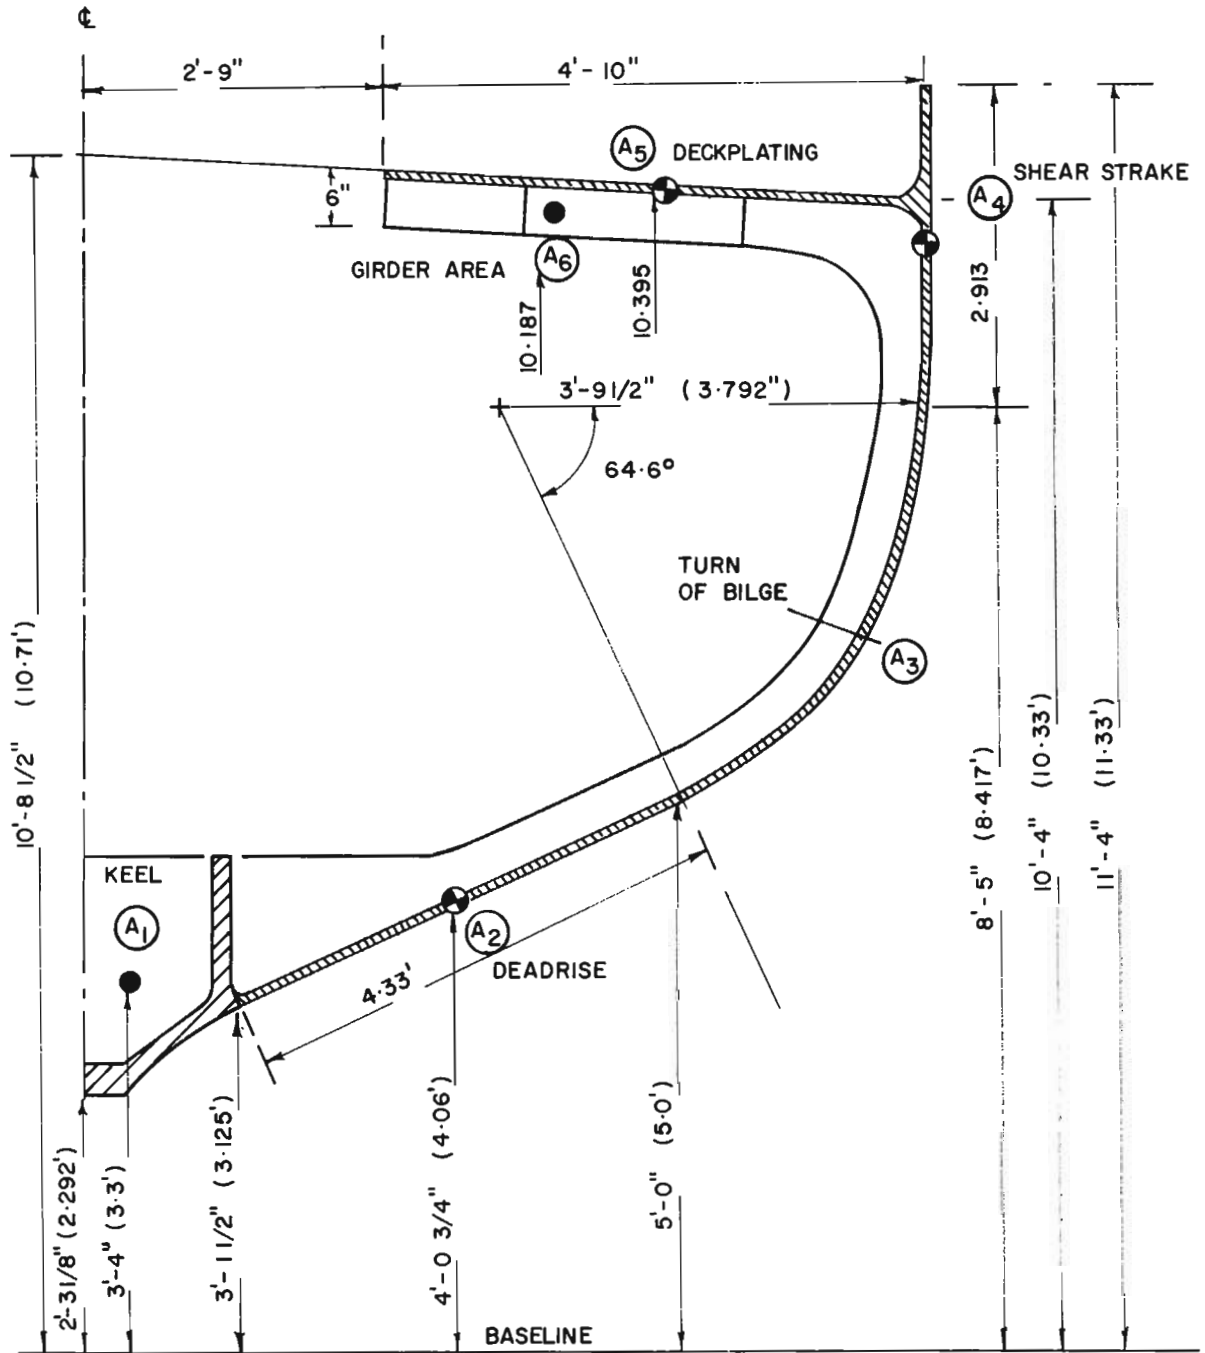 ℄
2'-9"
4'-10"
A5 DECKPLATING
SHEAR STRAKE
A4
6"
GIRDER AREA
A6
10·187
10·395
2·913
3'-9 1/2" (3·792")
64·6°
TURN
OF BILGE
A3
10'-8 1/2" (10·71')
8'-5" (8·417')
10'-4" (10·33')
11'-4" (11·33')
KEEL
A1
A2
DEADRISE
4·33'
2'-3 1/8" (2·292')
3'-4" (3·3')
3'-1 1/2" (3·125')
4'-0 3/4" (4·06')
5'-0" (5·0')
BASELINE